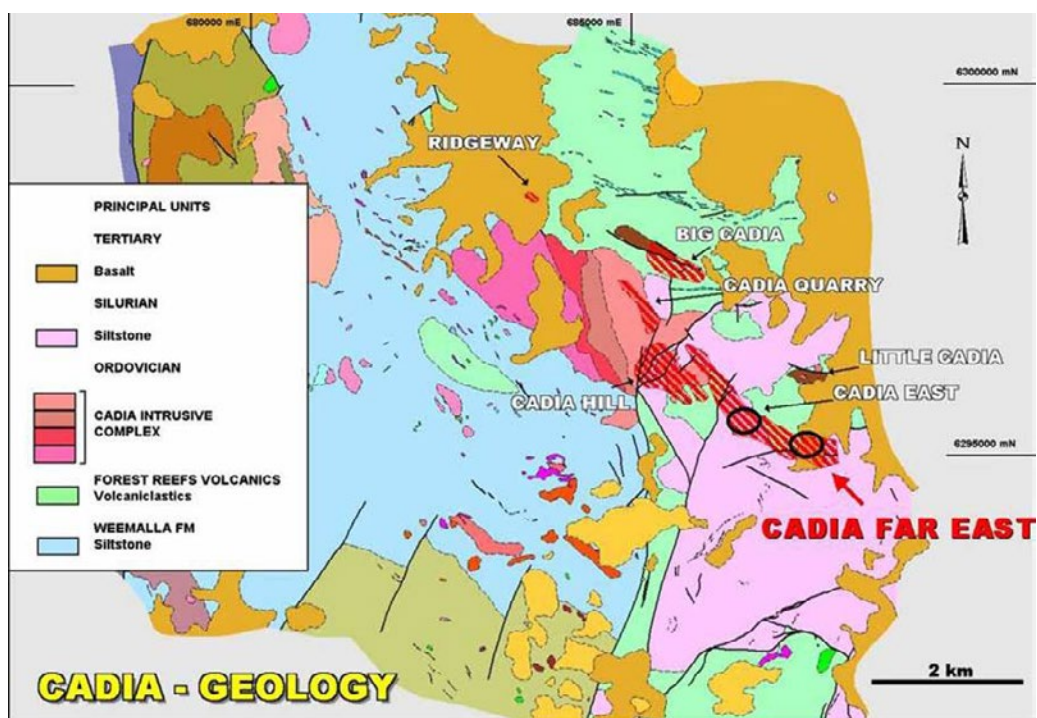 680000 mE
685000 mE
6300000 mN
N
RIDGEWAY
BIG CADIA
CADIA QUARRY
LITTLE CADIA
CADIA EAST
CADIA HILL
6295000 mN
CADIA FAR EAST
PRINCIPAL UNITS
TERTIARY
Basalt
SILURIAN
Siltstone
ORDOVICIAN
CADIA INTRUSIVE
COMPLEX
FOREST REEFS VOLCANICS
Volcaniclastics
WEEMALLA FM
Siltstone
CADIA - GEOLOGY
2 km